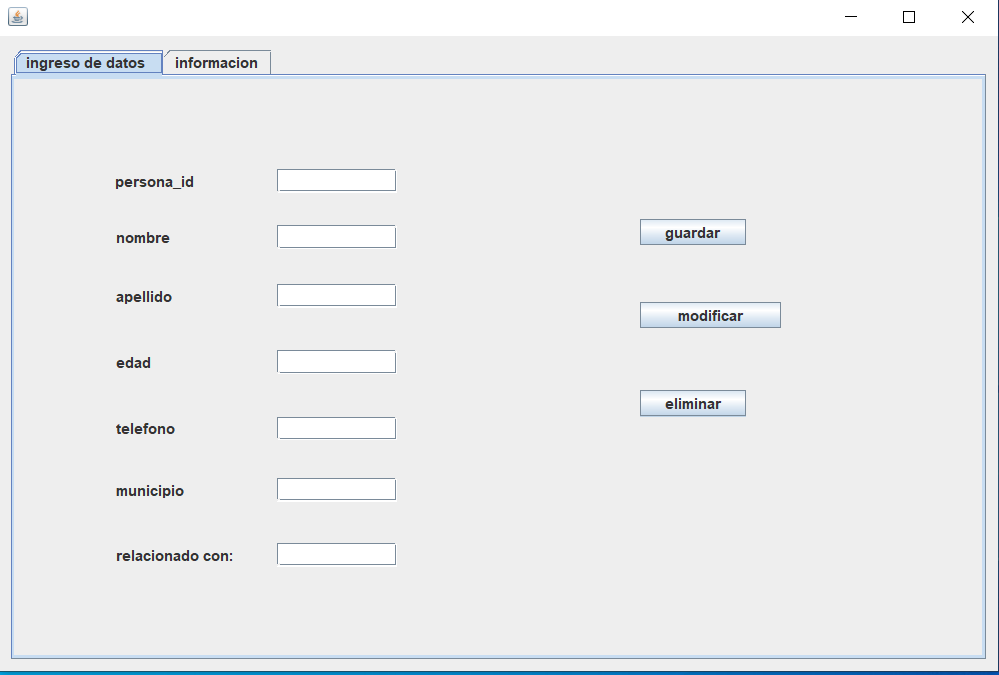 ingreso de datos informacion
persona_id
nombre
guardar
apellido
modificar
edad
eliminar
telefono
municipio
relacionado con: